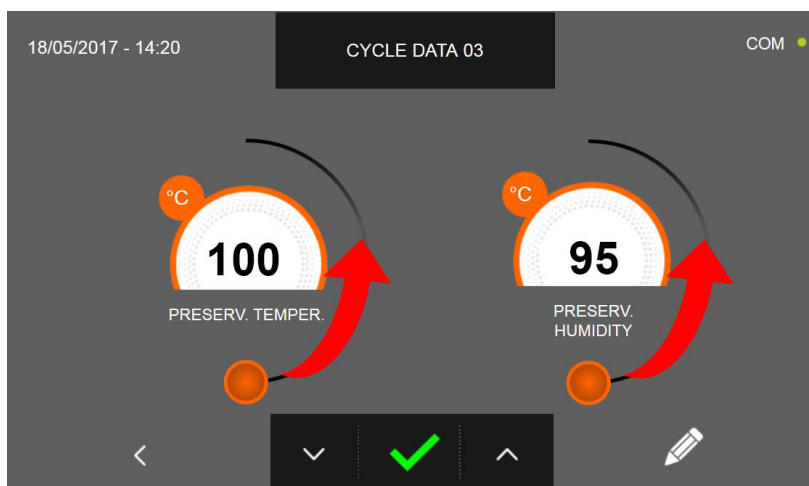 18/05/2017 - 14:20
CYCLE DATA 03
COM
°C
100
PRESERV. TEMPER.
°C
95
PRESERV.
HUMIDITY